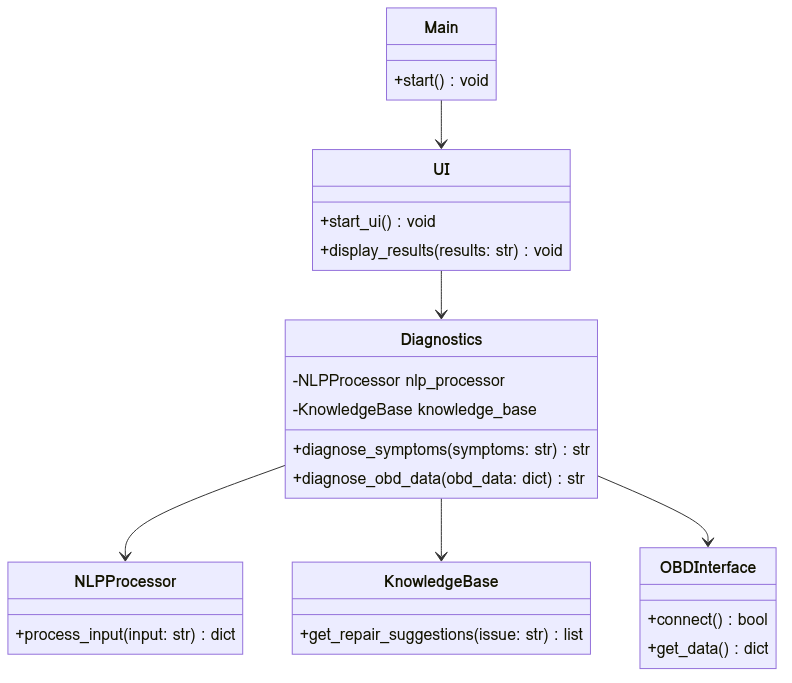 Main
+start() : void
UI
+start_ui() : void
+display_results(results: str) : void
Diagnostics
-NLPProcessor nlp_processor
-KnowledgeBase knowledge_base
+diagnose_symptoms(symptoms: str) : str
+diagnose_obd_data(obd_data: dict) : str
NLPProcessor
+process_input(input: str) : dict
KnowledgeBase
+get_repair_suggestions(issue: str) : list
OBDInterface
+connect() : bool
+get_data() : dict